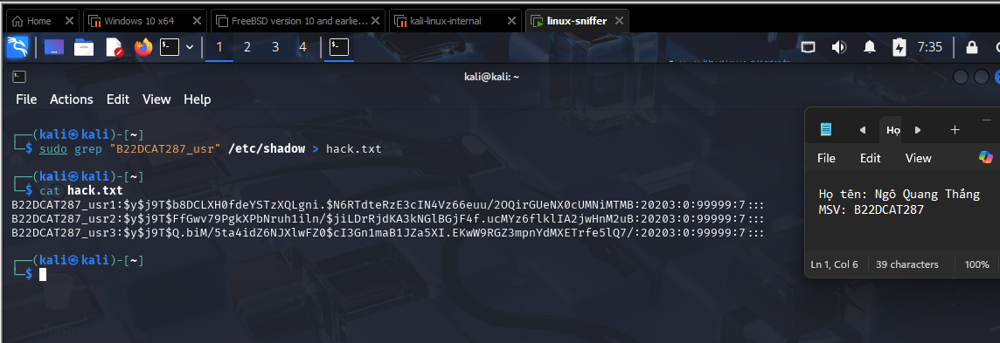 Home
Windows 10 x64
FreeBSD version 10 and earlie...
kali-linux-internal
linux-sniffer
1 2 3 4
7:35
kali@kali: ~
File Actions Edit View Help
┌──(kali㉿kali)-[~]
└─$ sudo grep "B22DCAT287_usr" /etc/shadow > hack.txt
┌──(kali㉿kali)-[~]
└─$ cat hack.txt
B22DCAT287_usr1:$y$j9T$b8DCLXH0fdeYSTzXQLgni.$N6RTdteRzE3cIN4Vz66euu/2OQirGUeNX0cUMNiMTMB:20203:0:99999:7:::
B22DCAT287_usr2:$y$j9T$FfGwv79PgkXPbNruh1iln/$jiLDrRjdKA3kNGlBGjF4f.ucMYz6flklIA2jwHnM2uB:20203:0:99999:7:::
B22DCAT287_usr3:$y$j9T$Q.biM/5ta4idZ6NJXlwFZ0$cI3Gn1maB1JZa5XI.EKwW9RGZ3mpnYdMXETrfe5lQ7/:20203:0:99999:7:::
┌──(kali㉿kali)-[~]
└─$
Trash
Họ
File Edit View
Họ tên: Ngô Quang Thắng
MSV: B22DCAT287
Ln 1, Col 6 39 characters 100%